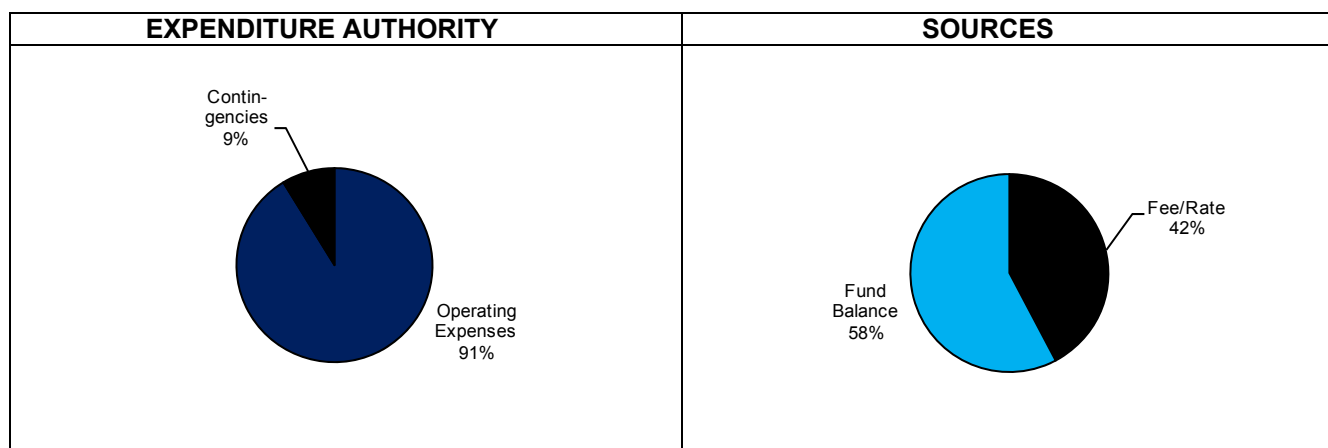 EXPENDITURE AUTHORITY
SOURCES
Contin-
gencies
9%
Operating
Expenses
91%
Fee/Rate
42%
Fund
Balance
58%